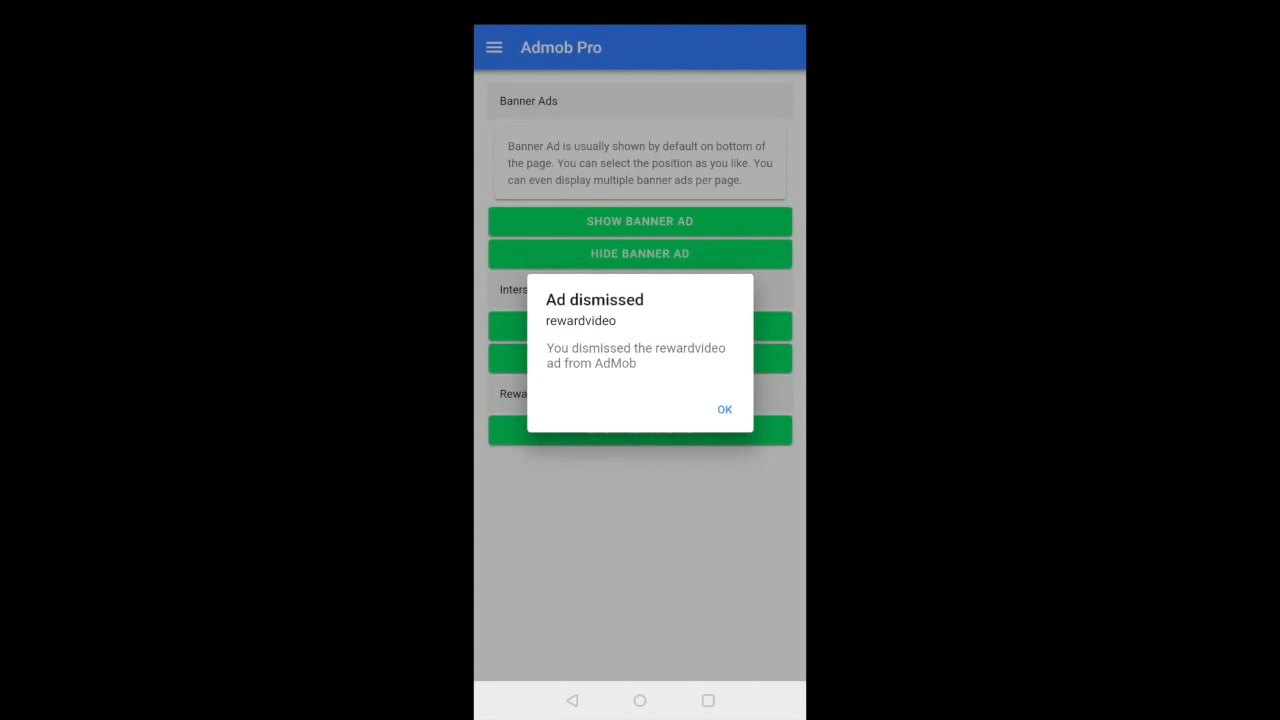 Admob Pro
Banner Ads
Banner Ad is usually shown by default on bottom of
the page. You can select the position as you like. You
can even display multiple banner ads per page.
SHOW BANNER AD
HIDE BANNER AD
Inters
Ad dismissed
rewardvideo
You dismissed the rewardvideo
ad from AdMob
Rewa
OK